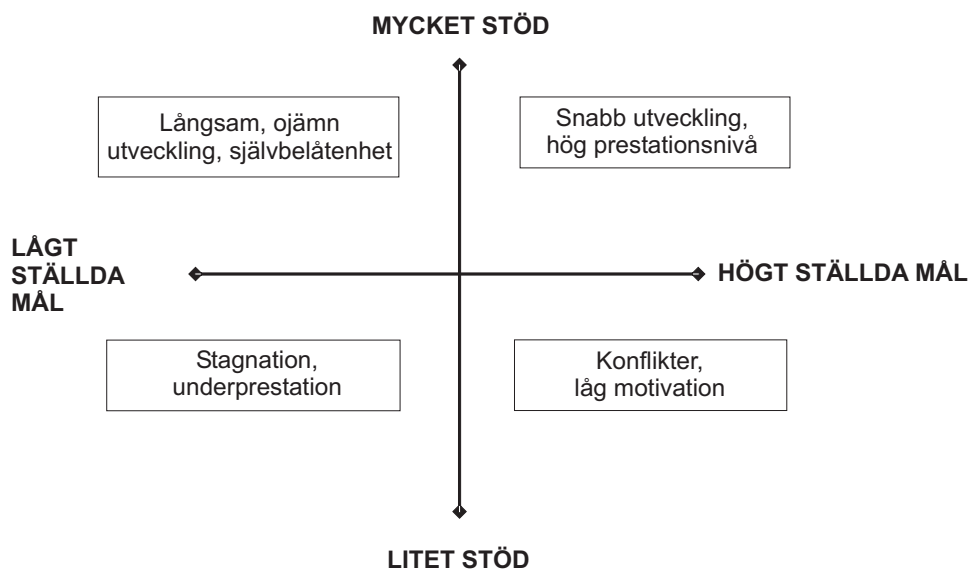 MYCKET STÖD
Långsam, ojämn
utveckling, självbelåtenhet
Snabb utveckling,
hög prestationsnivå
LÅGT
STÄLLDA
MÅL
HÖGT STÄLLDA MÅL
Stagnation,
underprestation
Konflikter,
låg motivation
LITET STÖD